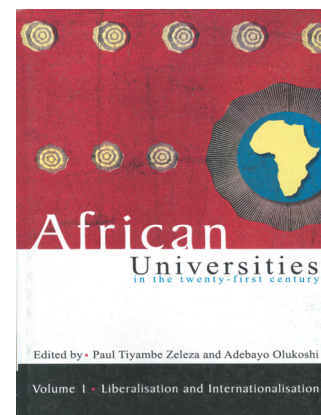 African
Universities
in the twenty-first century
Edited by • Paul Tiyambe Zeleza and Adebayo Olukoshi
Volume 1 • Liberalisation and Internationalisation